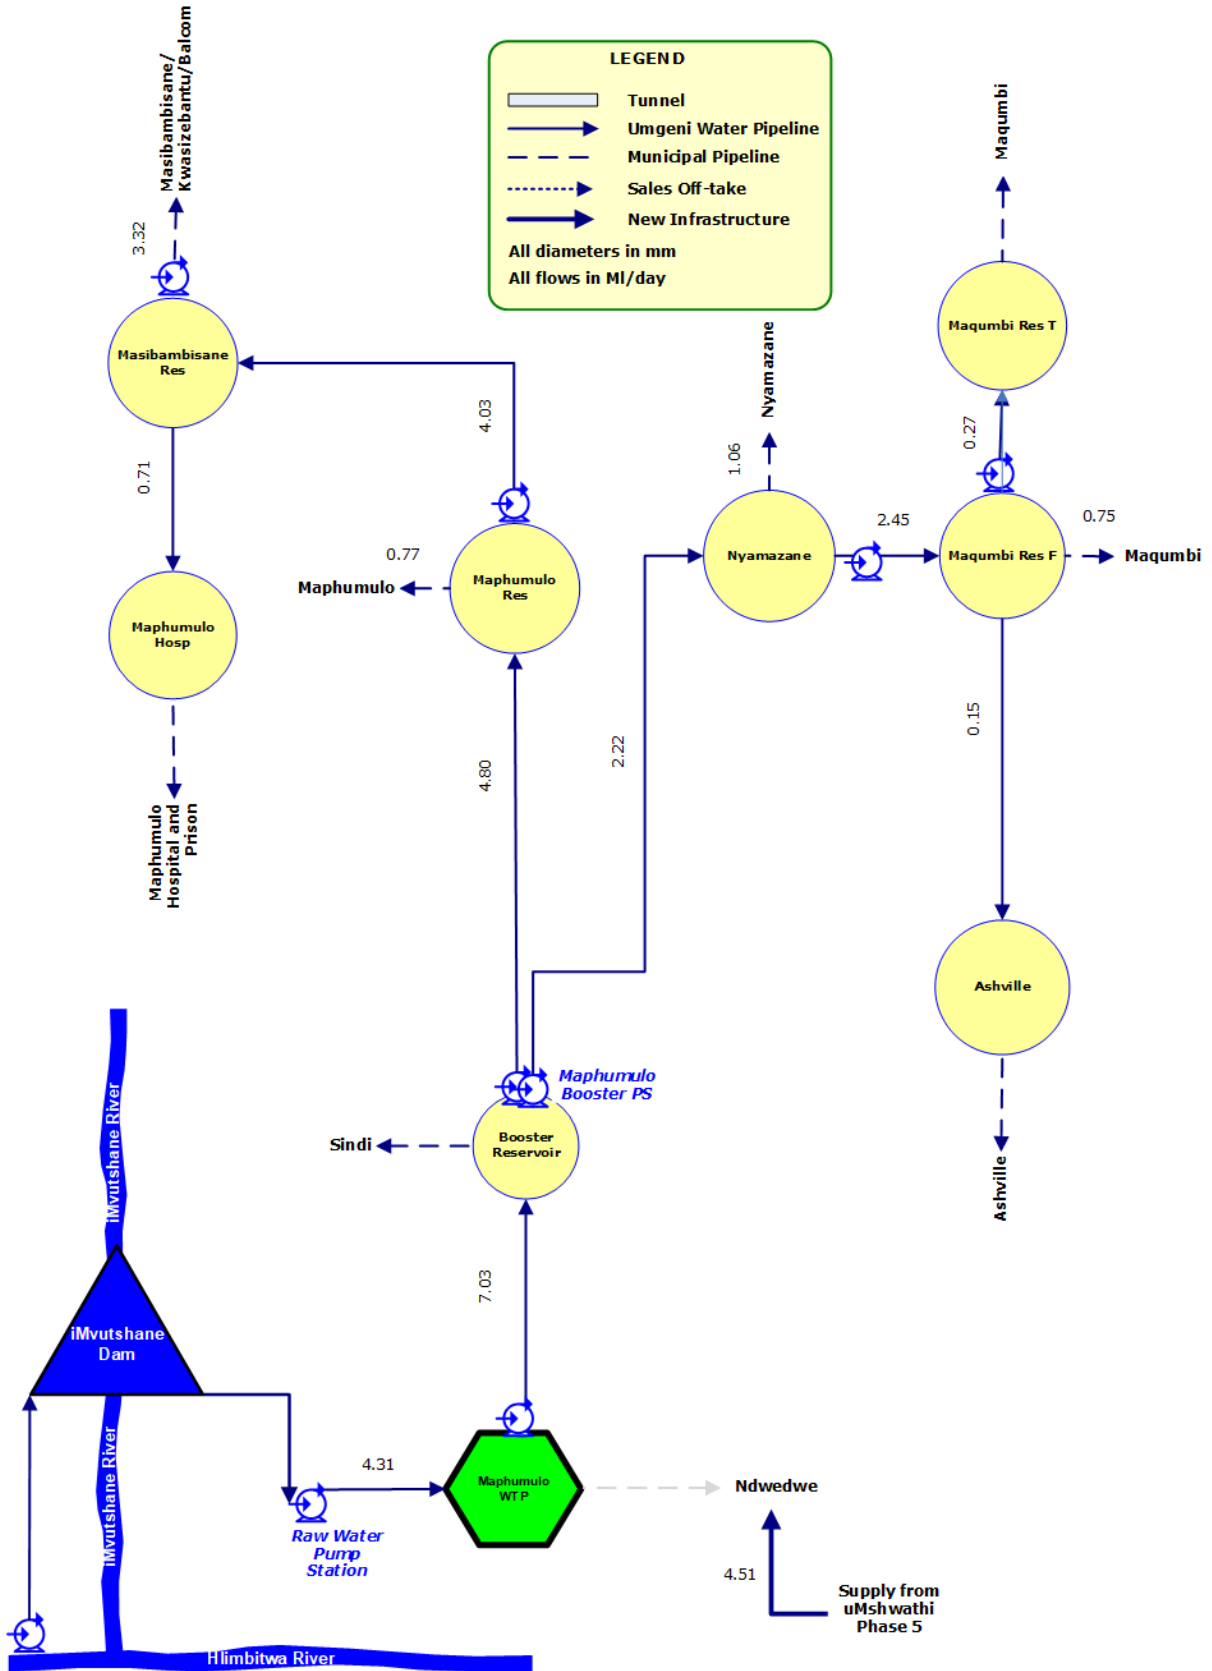 Masibambisane/
Kwasizebantu/Balcom
3.32
LEGEND
Tunnel
Umgeni Water Pipeline
Municipal Pipeline
Sales Off-take
New Infrastructure
All diameters in mm
All flows in Ml/day
Maqumbi
Maqumbi Res T
Masibambisane
Res
Nyamazane
4.03
0.27
1.06
0.71
2.45
0.75
0.77
Nyamazane
Maqumbi Res F
Maqumbi
Maphumulo
Maphumulo
Res
Maphumulo
Hosp
0.15
2.22
4.80
Maphumulo
Hospital and
Prison
Ashville
Maphumulo
Booster PS
iMvutshane River
Sindi
Booster
Reservoir
Ashville
7.03
iMvutshane
Dam
4.31
Maphumulo
WTP
Ndwedwe
iMvutshane River
Raw Water
Pump
Station
4.51
Supply from
uMshwathi
Phase 5
Hlimbitwa River